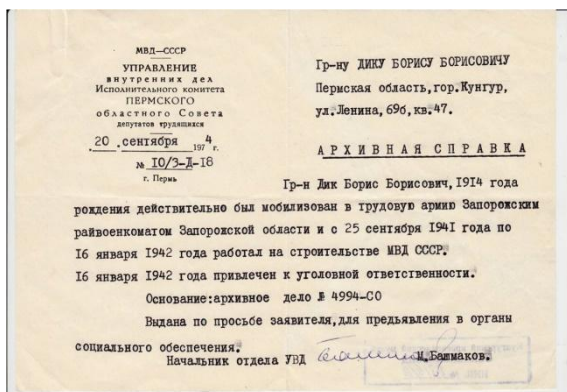 МВД—СССР
УПРАВЛЕНИЕ
внутренних дел
Исполнительного комитета
ПЕРМСКОГО
областного Совета
депутатов трудящихся
20 сентября 1974 г.
№ 10/3-Д-18
г. Пермь
Гр-ну ДИКУ БОРИСУ БОРИСОВИЧУ
Пермская область, гор.Кунгур,
ул.Ленина, 69б, кв.47.
АРХИВНАЯ СПРАВКА
Гр-н Дик Борис Борисович, 1914 года
рождения действительно был мобилизован в трудовую армию Запорожским
райвоенкоматом Запорожской области и с 25 сентября 1941 года по
16 января 1942 года работал на строительстве МВД СССР.
16 января 1942 года привлечен к уголовной ответственности.
Основание:архивное дело № 4994-СО
Выдана по просьбе заявителя, для предъявления в органы
социального обеспечения.
Начальник отдела УВД Н.Башмаков.